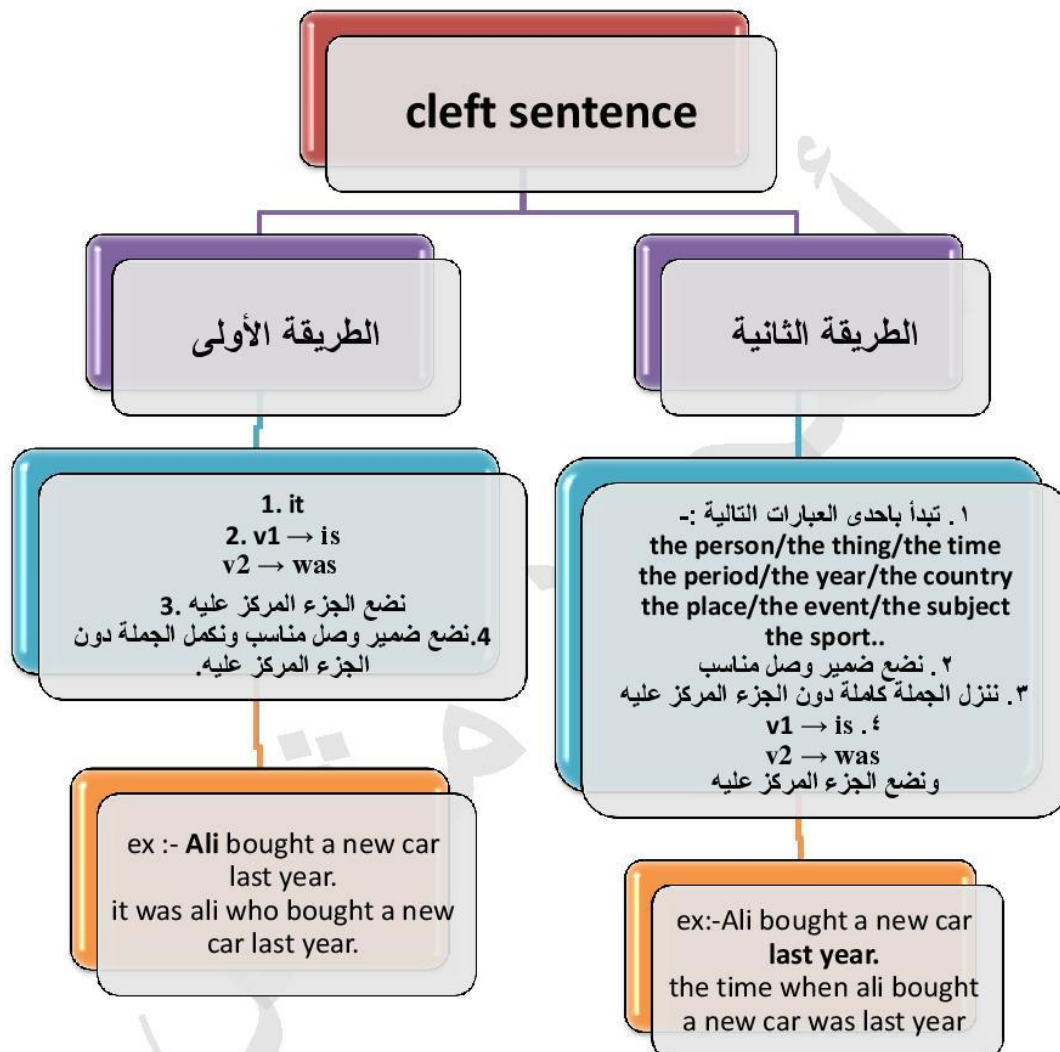 cleft sentence
الطريقة الأولى
1. it
2. v1 → is
v2 → was
3. نضع الجزء المركز عليه
4.نضع ضمير وصل مناسب ونكمل الجملة دون
الجزء المركز عليه.
ex :- Ali bought a new car
last year.
it was ali who bought a new
car last year.
الطريقة الثانية
١. تبدأ باحدى العبارات التالية :-
the person/the thing/the time
the period/the year/the country
the place/the event/the subject
the sport..
٢. نضع ضمير وصل مناسب
٣. ننزل الجملة كاملة دون الجزء المركز عليه
٤. v1 → is
v2 → was
ونضع الجزء المركز عليه
ex:-Ali bought a new car
last year.
the time when ali bought
a new car was last year